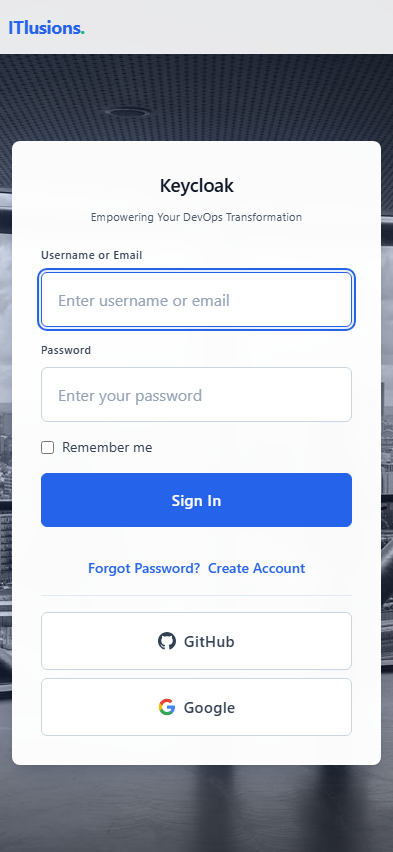 ITlusions.
Keycloak
Empowering Your DevOps Transformation
Username or Email
Enter username or email
Password
Enter your password
Remember me
Sign In
Forgot Password? Create Account
GitHub
Google